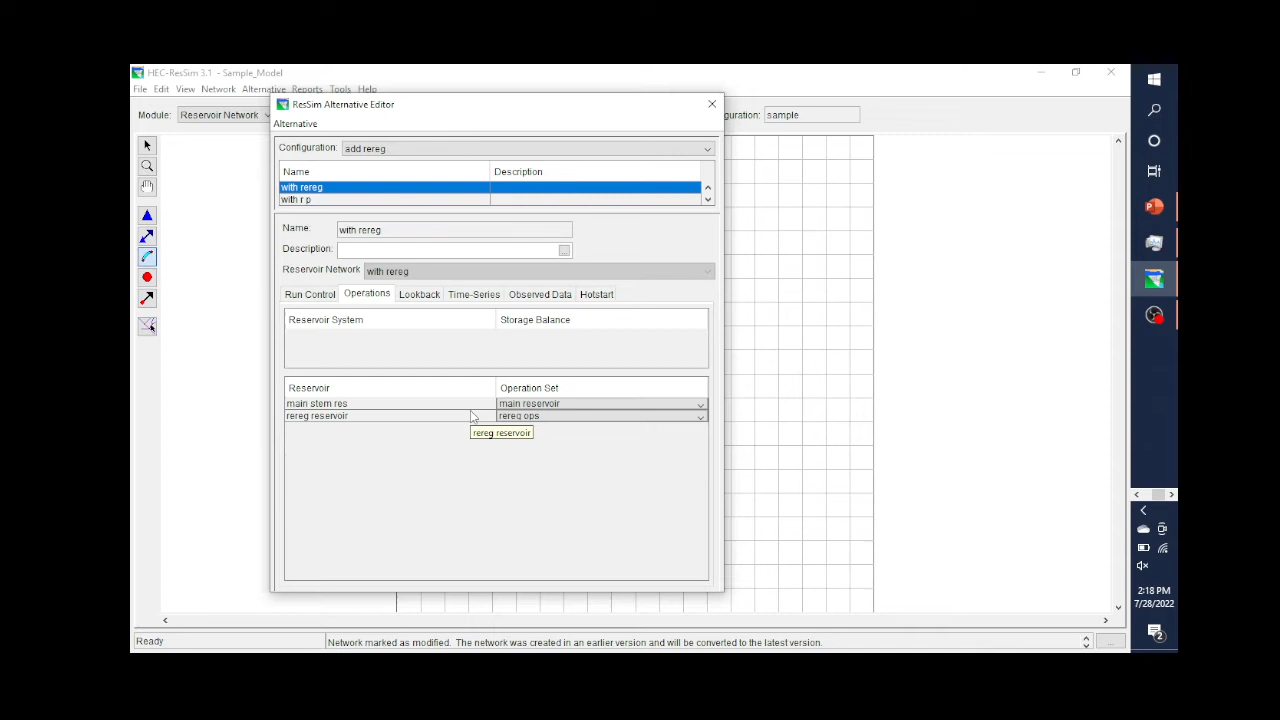 HEC-ResSim 3.1 - Sample_Model
File Edit View Network Alternative Reports Tools Help
Module: Reservoir Network
guration: sample
ResSim Alternative Editor
Alternative
Configuration: add rereg
Name Description
with rereg
with r p
Name: with rereg
Description:
...
Reservoir Network with rereg
Run Control Operations Lookback Time-Series Observed Data Hotstart
Reservoir System Storage Balance
Reservoir Operation Set
main stem res main reservoir
rereg reservoir rereg ops
rereg reservoir
Ready Network marked as modified. The network was created in an earlier version and will be converted to the latest version.
...
2:18 PM
7/28/2022
2